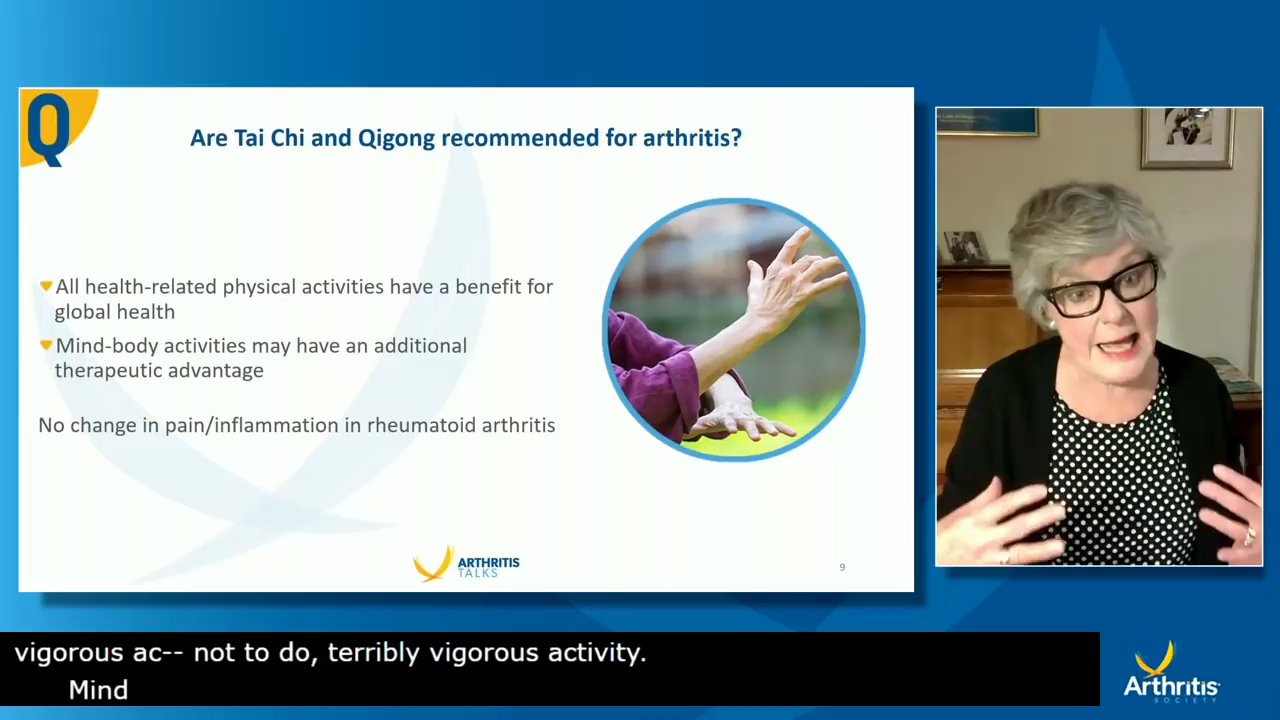 Q
Are Tai Chi and Qigong recommended for arthritis?
All health-related physical activities have a benefit for
global health
Mind-body activities may have an additional
therapeutic advantage
No change in pain/inflammation in rheumatoid arthritis
ARTHRITIS
TALKS
9
vigorous ac-- not to do, terribly vigorous activity.
Mind
Arthritis
SOCIETY